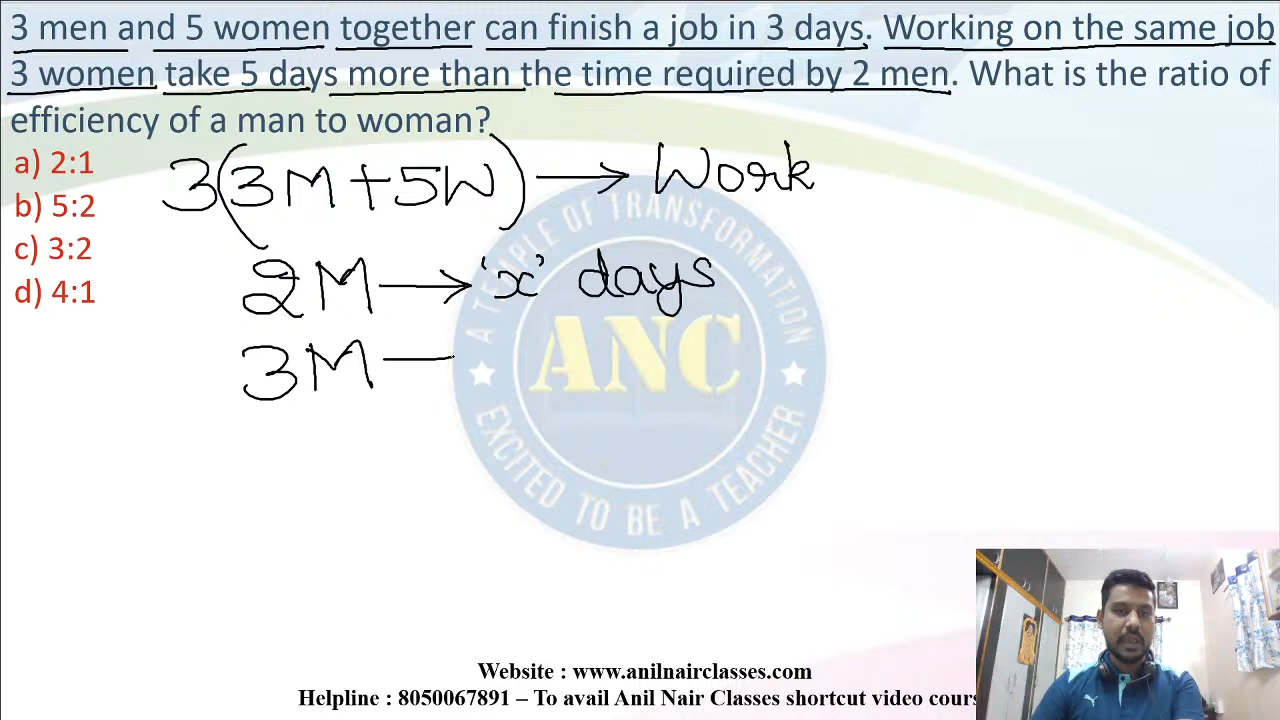 3 men and 5 women together can finish a job in 3 days. Working on the same job
3 women take 5 days more than the time required by 2 men. What is the ratio of
efficiency of a man to woman?
a) 2:1
b) 5:2
c) 3:2
d) 4:1
3(3M+5W) → Work
2M → 'x' days
3M —
A TEMPLE OF TRANSFORMATION
ANC
EXCITED TO BE A TEACHER
Website : www.anilnairclasses.com
Helpline : 8050067891 – To avail Anil Nair Classes shortcut video cours